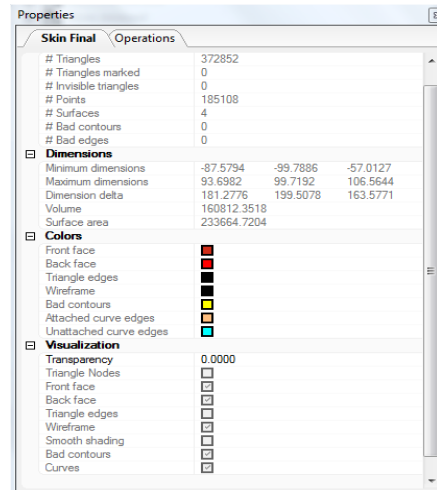 Properties
Skin Final Operations
# Triangles 372852
# Triangles marked 0
# Invisible triangles 0
# Points 185108
# Surfaces 4
# Bad contours 0
# Bad edges 0
Dimensions
Minimum dimensions -87.5794 -99.7886 -57.0127
Maximum dimensions 93.6982 99.7192 106.5644
Dimension delta 181.2776 199.5078 163.5771
Volume 160812.3518
Surface area 233664.7204
Colors
Front face
Back face
Triangle edges
Wireframe
Bad contours
Attached curve edges
Unattached curve edges
Visualization
Transparency 0.0000
Triangle Nodes
Front face
Back face
Triangle edges
Wireframe
Smooth shading
Bad contours
Curves